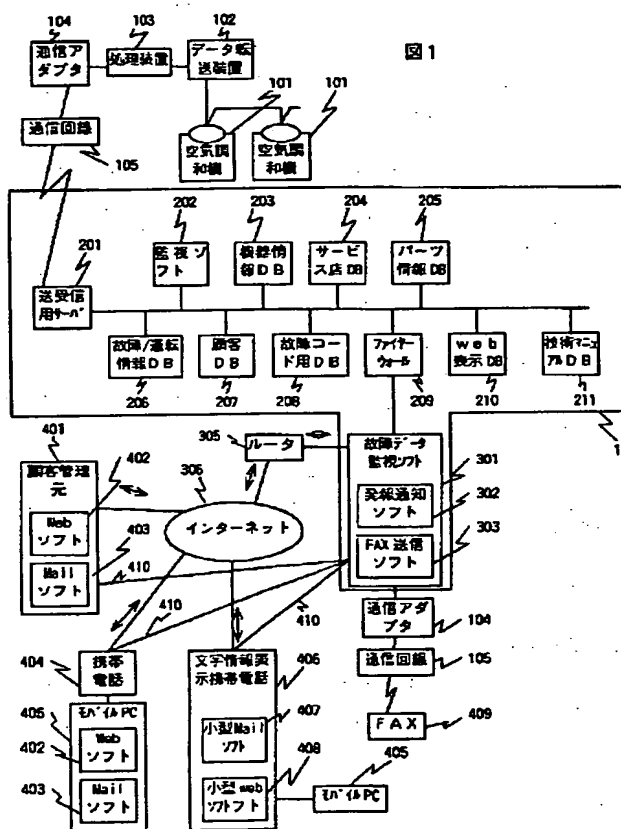 図1
104
103
102
通信ア
ダプタ
処理装置
データ転
送装置
101
101
通信回線
105
空気調
和機
空気調
和機
202
203
204
205
監視ソ
フト
機器情
報DB
サービ
ス店DB
パーツ
情報DB
201
送受信
用サーバ
故障/運転
情報DB
顧客
DB
故障コー
ド用DB
ファイヤー
ウォール
web
表示DB
技術マニュ
アルDB
206
207
208
209
210
211
1
401
402
顧客管理
元
Web
ソフト
403
Mail
ソフト
410
305
ルータ
306
インターネット
故障データ
監視ソフト
301
発報通知
ソフト
302
FAX送信
ソフト
303
410
410
通信アダ
プタ
104
通信回線
105
FAX
409
404
携帯
電話
405
モバイルPC
402
Web
ソフト
403
Mail
ソフト
文字情報表
示携帯電話
406
小型Mail
ソフト
407
小型web
ソフトフト
408
405
モバイルPC